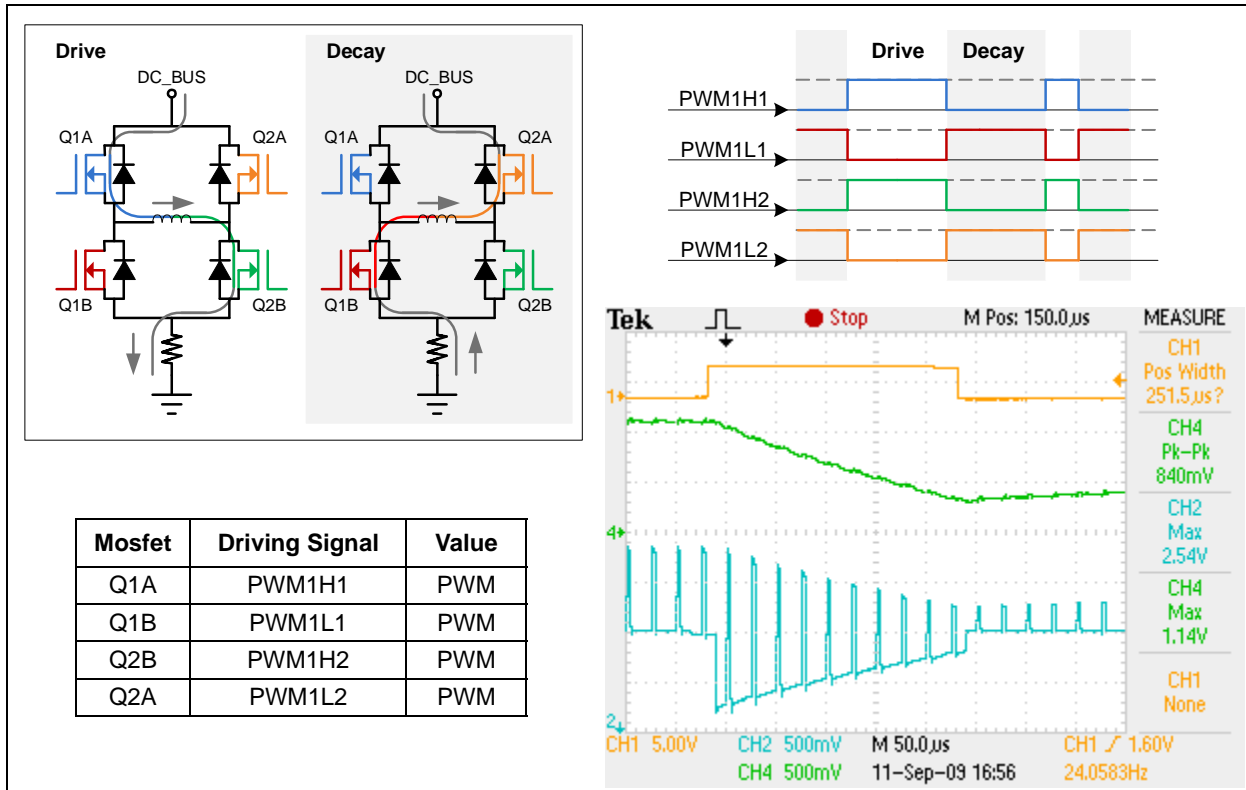 Drive
Decay
DC_BUS
DC_BUS
Q1A
Q2A
Q1A
Q2A
Q1B
Q2B
Q1B
Q2B
Drive
Decay
PWM1H1
PWM1L1
PWM1H2
PWM1L2
Mosfet Driving Signal Value
Q1A PWM1H1 PWM
Q1B PWM1L1 PWM
Q2B PWM1H2 PWM
Q2A PWM1L2 PWM
Tek Stop M Pos: 150.0µs MEASURE
CH1
Pos Width
251.5µs?
CH4
Pk-Pk
840mV
CH2
Max
2.54V
CH4
Max
1.14V
CH1
None
1
4
2
CH1 5.00V CH2 500mV M 50.0µs CH1 1.60V
CH4 500mV 11-Sep-09 16:56 24.0583Hz